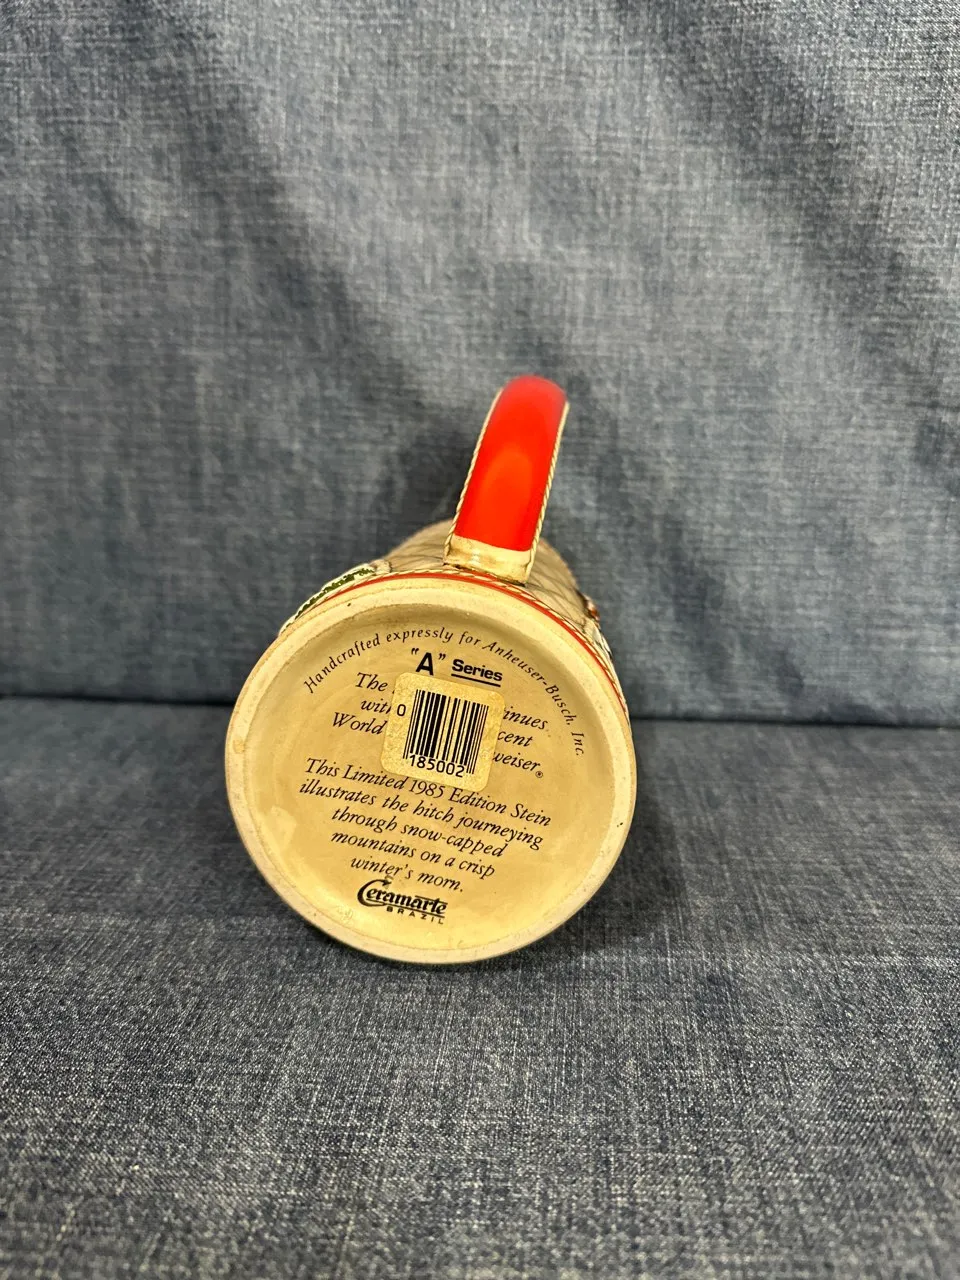 Handcrafted expressly for Anheuser-Busch, Inc.
"A" Series
The inues
with cent
World weiser®
0 185002
This Limited 1985 Edition Stein
illustrates the hitch journeying
through snow-capped
mountains on a crisp
winter's morn.
Ceramarte
BRAZIL